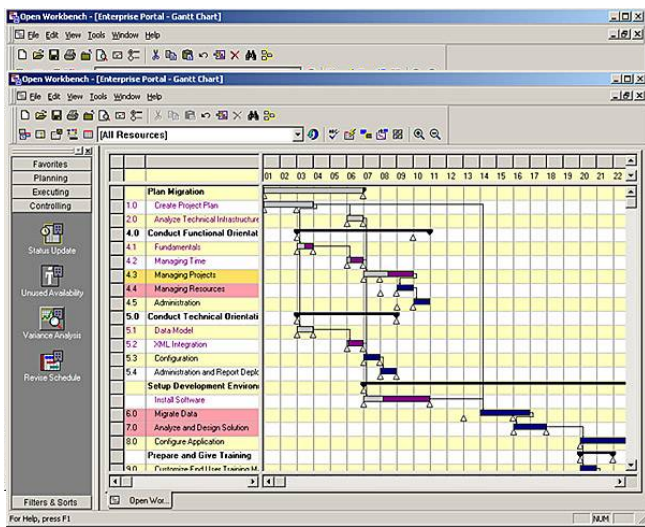 Open Workbench - [Enterprise Portal - Gantt Chart]
File Edit View Tools Window Help
Open Workbench - [Enterprise Portal - Gantt Chart]
File Edit View Tools Window Help
[All Resources]
Favorites
Planning
Executing
Controlling
Status Update
Unused Availability
Variance Analysis
Revise Schedule
Filters & Sorts
01 02 03 04 05 06 07 08 09 10 11 12 13 14 15 16 17 18 19 20 21 22
Plan Migration
1.0 Create Project Plan
2.0 Analyze Technical Infrastructure
4.0 Conduct Functional Orientat
4.1 Fundamentals
4.2 Managing Time
4.3 Managing Projects
4.4 Managing Resources
4.5 Administration
5.0 Conduct Technical Orientati
5.1 Data Model
5.2 XML Integration
5.3 Configuration
5.4 Administration and Report Depl
Setup Development Environ
Install Software
6.0 Migrate Data
7.0 Analyze and Design Solution
8.0 Configure Application
Prepare and Give Training
9.0 Customize End User Training M
Open Wor...
For Help, press F1
NUM